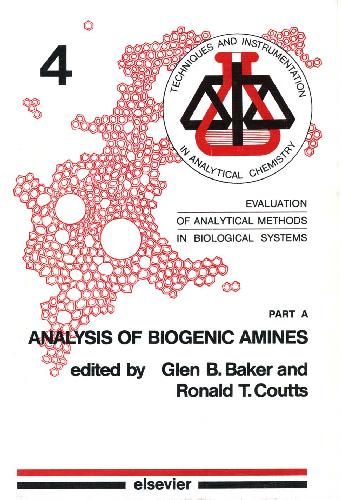 4
TECHNIQUES AND INSTRUMENTATION
IN ANALYTICAL CHEMISTRY
EVALUATION
OF ANALYTICAL METHODS
IN BIOLOGICAL SYSTEMS
PART A
ANALYSIS OF BIOGENIC AMINES
edited by Glen B. Baker and
Ronald T. Coutts
elsevier